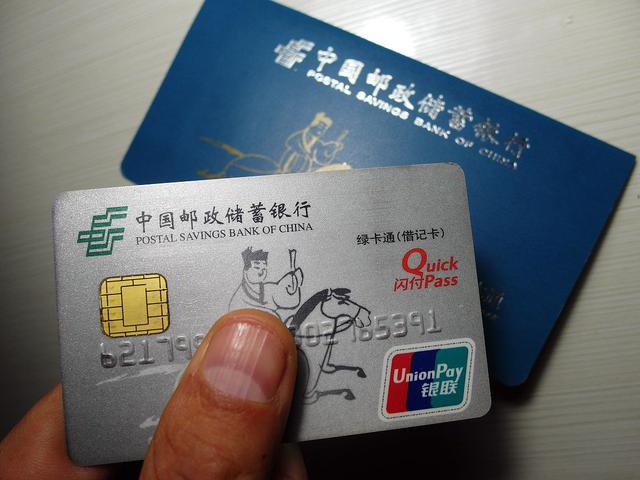 中国邮政储蓄银行
POSTAL SAVINGS BANK OF CHINA
中国邮政储蓄银行
POSTAL SAVINGS BANK OF CHINA
绿卡通(借记卡)
Quick
闪付Pass
UnionPay
银联